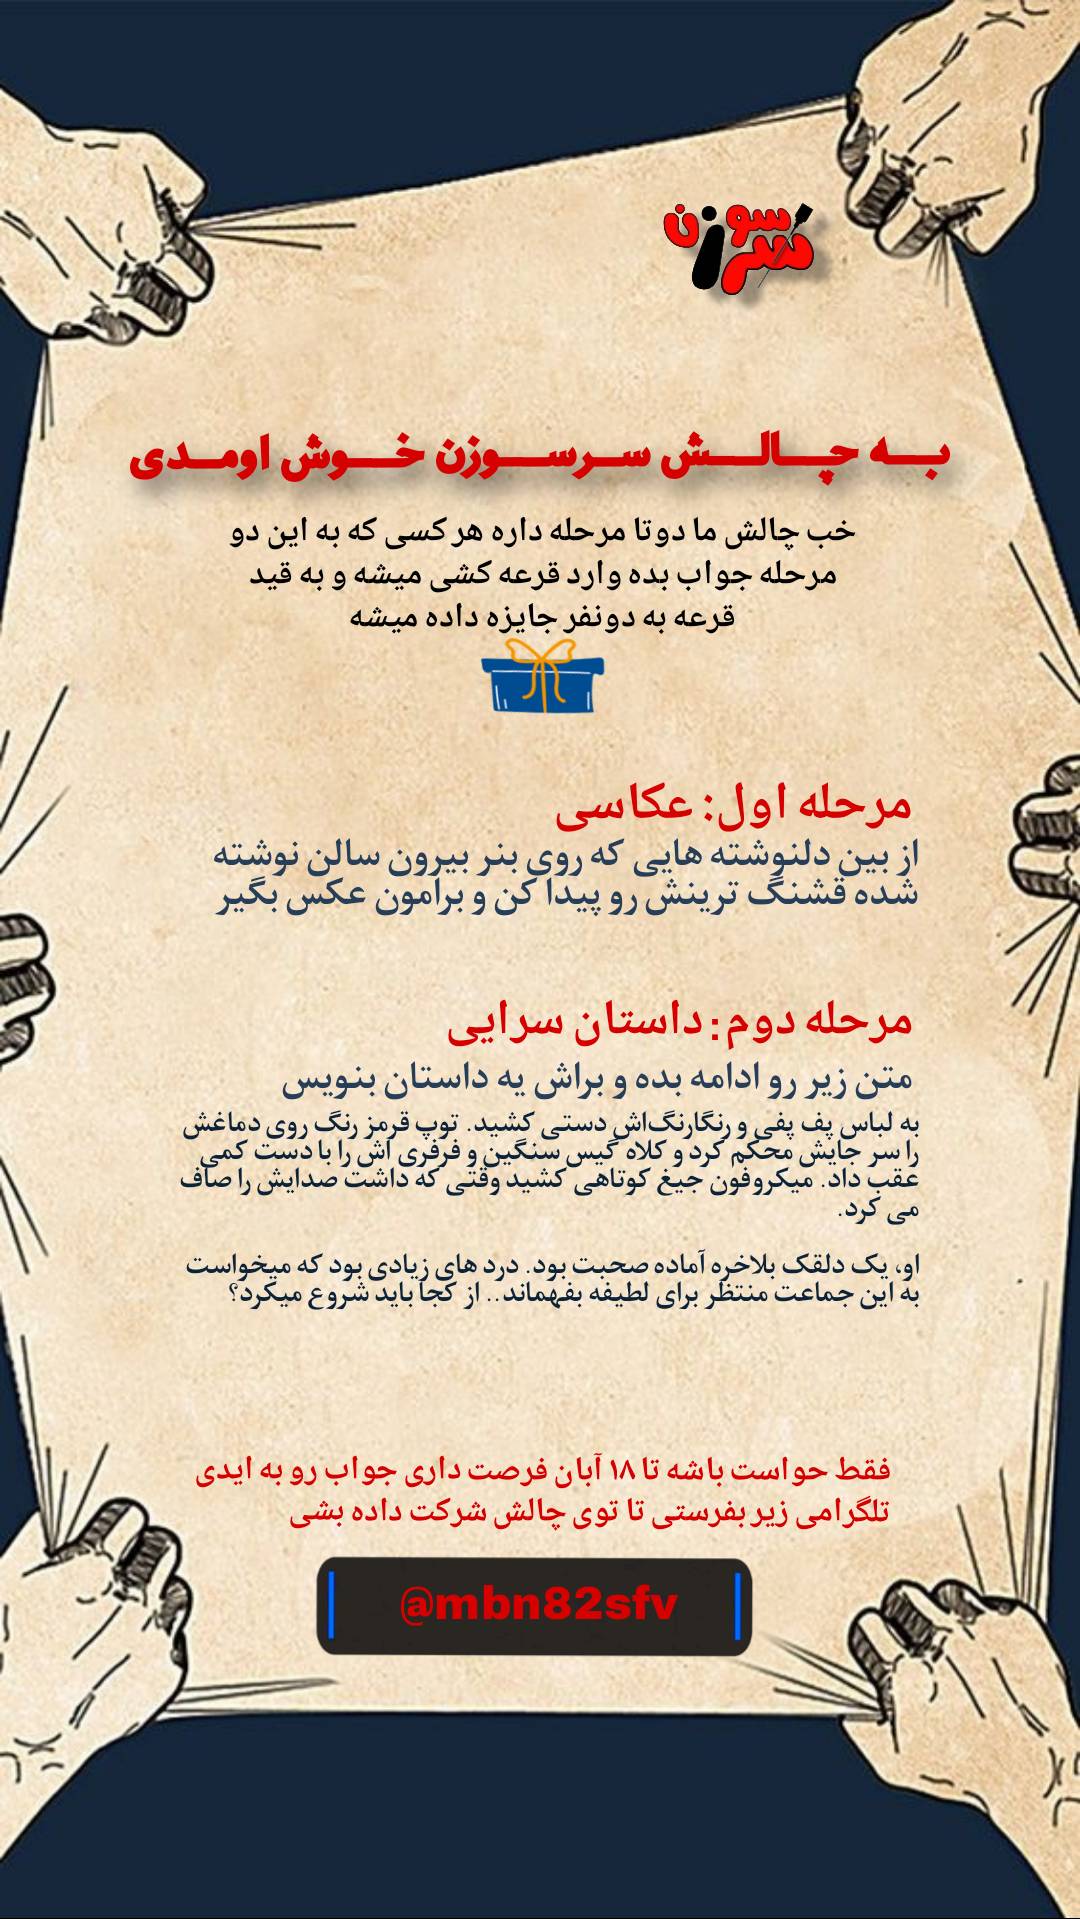 سرسوزن
به چالش سرسوزن خوش اومدی
خب چالش ما دوتا مرحله داره هرکسی که به این دو
مرحله جواب بده وارد قرعه کشی میشه و به قید
قرعه به دونفر جایزه داده میشه
مرحله اول: عکاسی
از بین دلنوشته هایی که روی بنر بیرون سالن نوشته
شده قشنگ ترینش رو پیدا کن و برامون عکس بگیر
مرحله دوم: داستان سرایی
متن زیر رو ادامه بده و براش یه داستان بنویس
به لباس پف پفی و رنگارنگ‌اش دستی کشید. توپ قرمز رنگ روی دماغش
را سر جایش محکم کرد و کلاه گیس سنگین و فرفری اش را با دست کمی
عقب داد. میکروفون جیغ کوتاهی کشید وقتی که داشت صدایش را صاف
می کرد.
او، یک دلقک بلاخره آماده صحبت بود. درد های زیادی بود که میخواست
به این جماعت منتظر برای لطیفه بفهماند.. از کجا باید شروع میکرد؟
فقط حواست باشه تا ۱۸ آبان فرصت داری جواب رو به ایدی
تلگرامی زیر بفرستی تا توی چالش شرکت داده بشی
@mbn82sfv